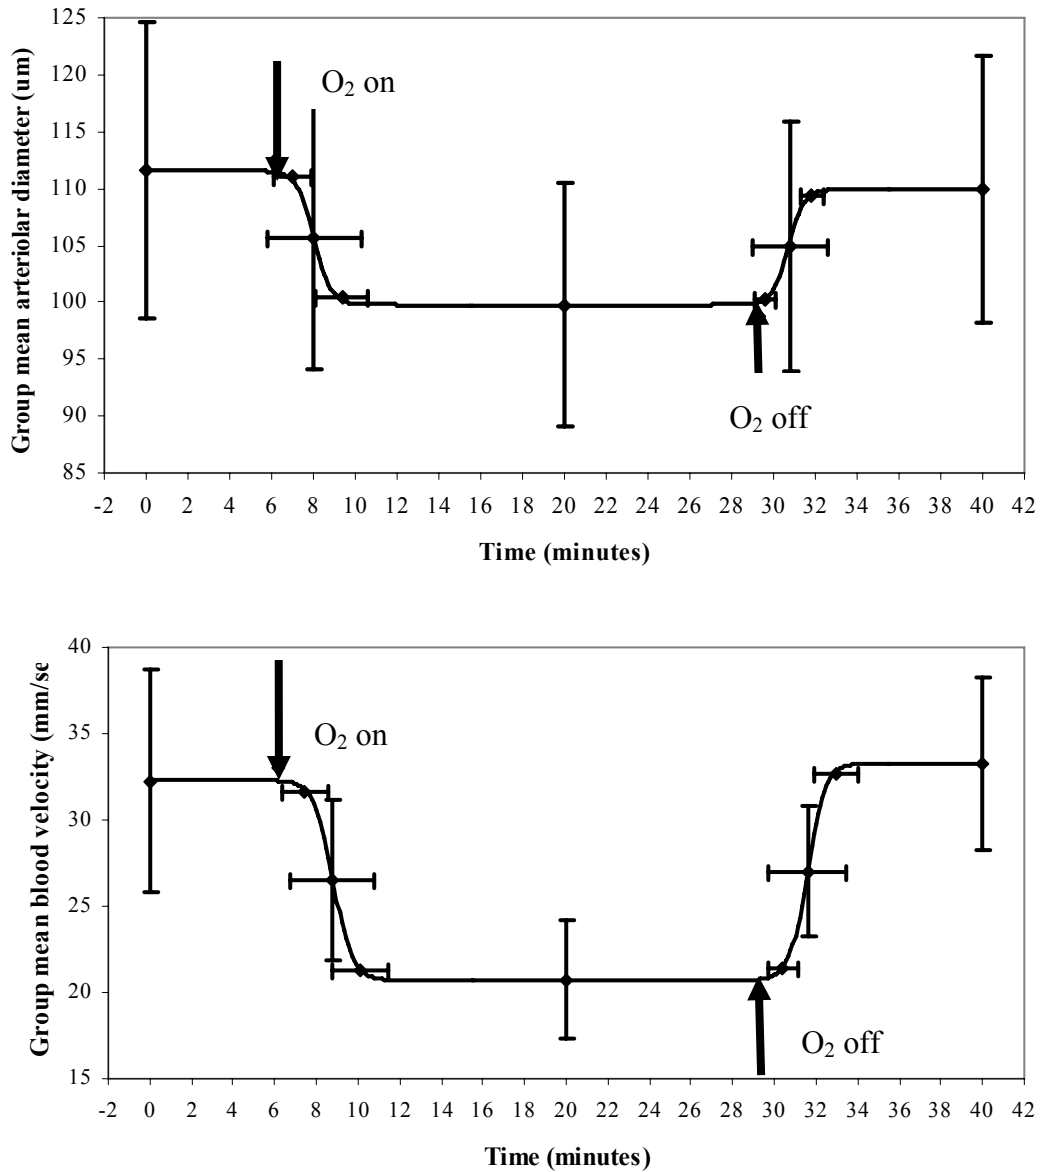 Group mean arteriolar diameter (um)
125
120
115
110
105
100
95
90
85
O₂ on
O₂ off
-2 0 2 4 6 8 10 12 14 16 18 20 22 24 26 28 30 32 34 36 38 40 42
Time (minutes)
Group mean blood velocity (mm/se
40
35
30
25
20
15
O₂ on
O₂ off
-2 0 2 4 6 8 10 12 14 16 18 20 22 24 26 28 30 32 34 36 38 40 42
Time (minutes)